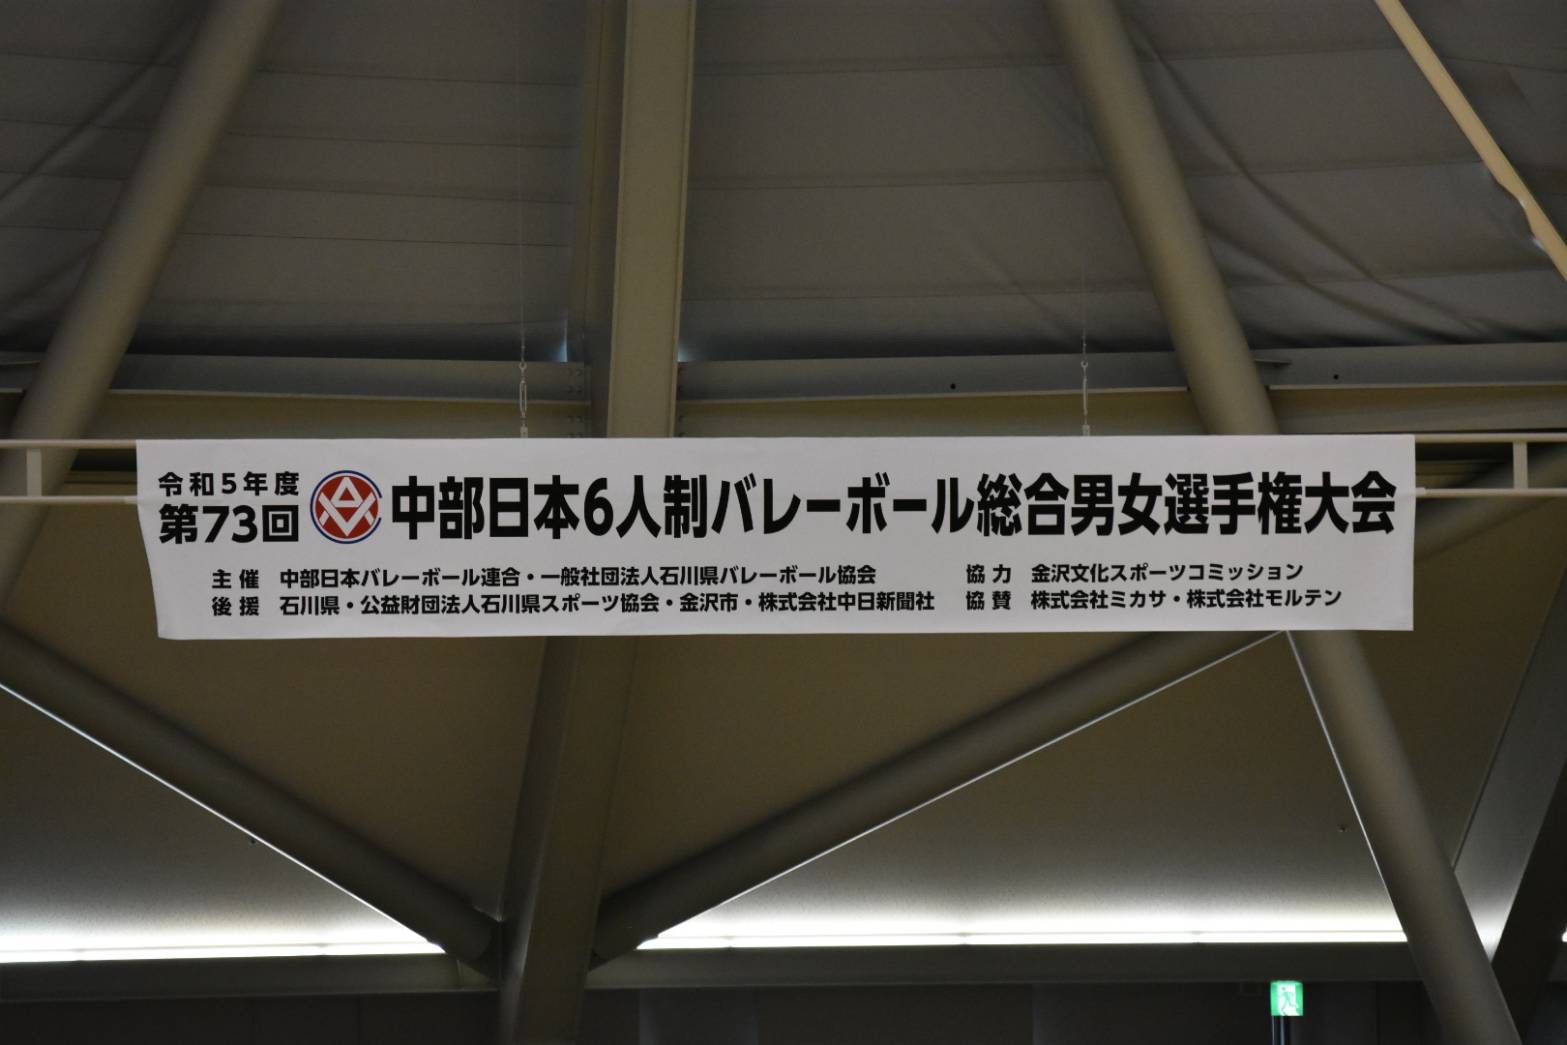 令和5年度
第73回 中部日本6人制バレーボール総合男女選手権大会
主催 中部日本バレーボール連合・一般社団法人石川県バレーボール協会 協力 金沢文化スポーツコミッション
後援 石川県・公益財団法人石川県スポーツ協会・金沢市・株式会社中日新聞社 協賛 株式会社ミカサ・株式会社モルテン